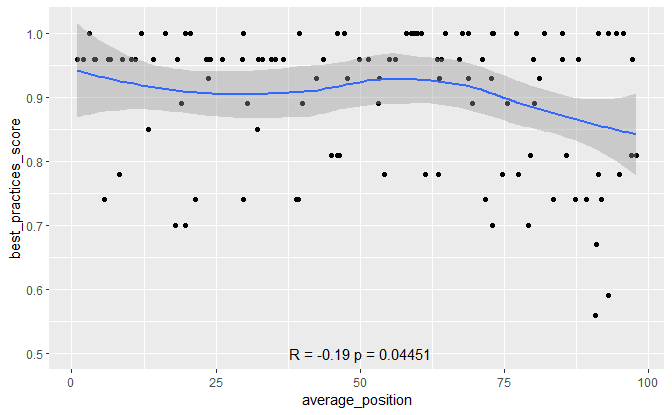 best_practices_score
1.0
0.9
0.8
0.7
0.6
0.5
R = -0.19 p = 0.04451
0 25 50 75 100
average_position